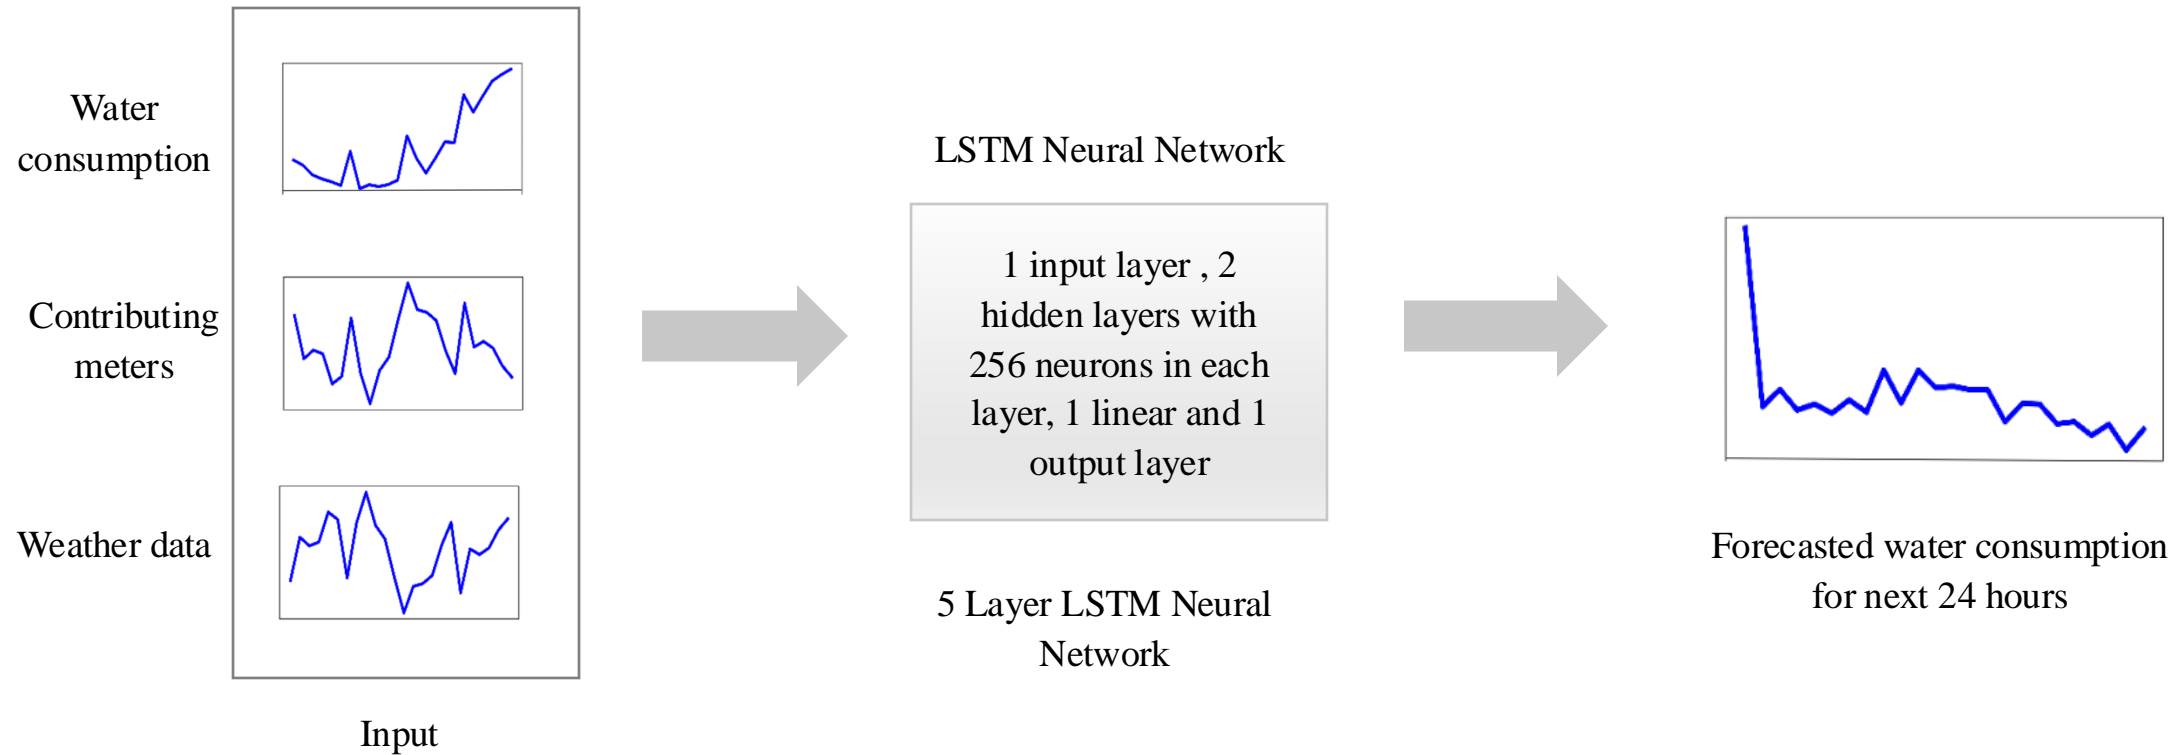 Water
consumption
Contributing
meters
Weather data
Input
LSTM Neural Network
1 input layer , 2
hidden layers with
256 neurons in each
layer, 1 linear and 1
output layer
5 Layer LSTM Neural
Network
Forecasted water consumption
for next 24 hours